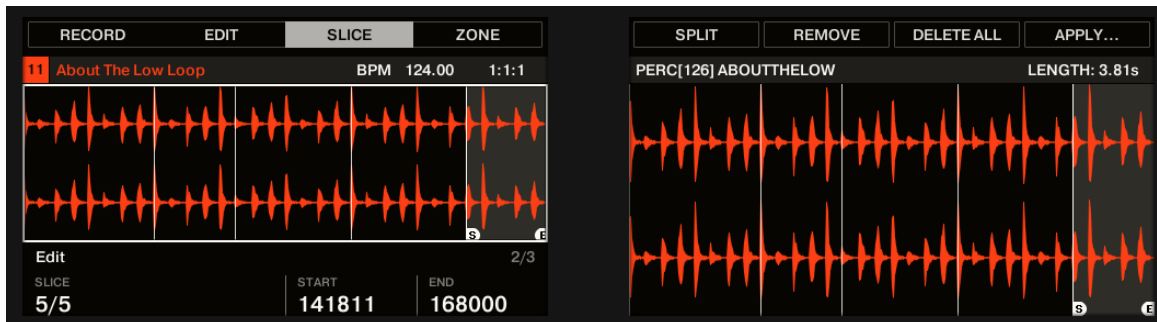 RECORD EDIT SLICE ZONE
11 About The Low Loop BPM 124.00 1:1:1
S E
Edit 2/3
SLICE START END
5/5 141811 168000
SPLIT REMOVE DELETE ALL APPLY...
PERC[126] ABOUTTHELOW LENGTH: 3.81s
S E